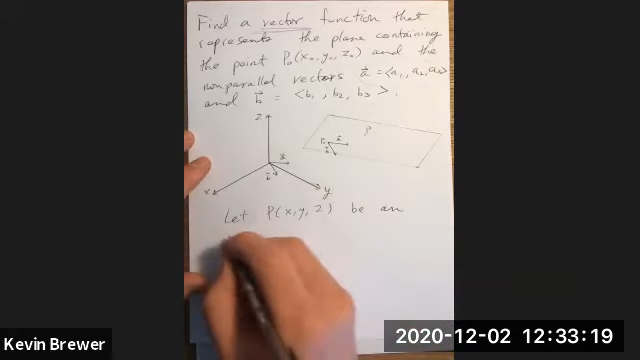 Find a vector function that
represents the plane containing
the point P₀(x₀, y₀, z₀) and the
nonparallel vectors a⃗ = <a₁, a₂, a₃>
and b⃗ = <b₁, b₂, b₃>.
z
P
P₀ a⃗
b⃗
a⃗
b⃗
x y
Let P(x, y, z) be an
Kevin Brewer
2020-12-02 12:33:19